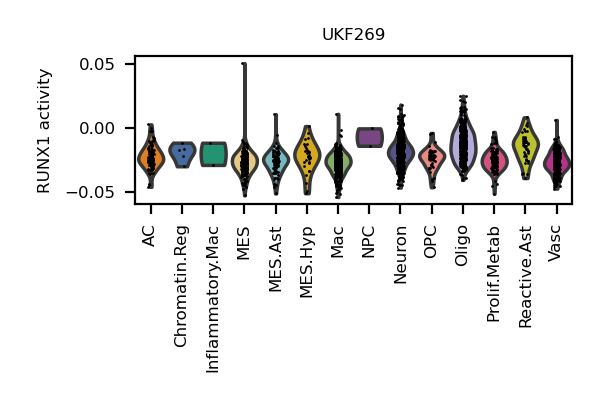 UKF269
RUNX1 activity
0.05
0.00
−0.05
AC
Chromatin.Reg
Inflammatory.Mac
MES
MES.Ast
MES.Hyp
Mac
NPC
Neuron
OPC
Oligo
Prolif.Metab
Reactive.Ast
Vasc